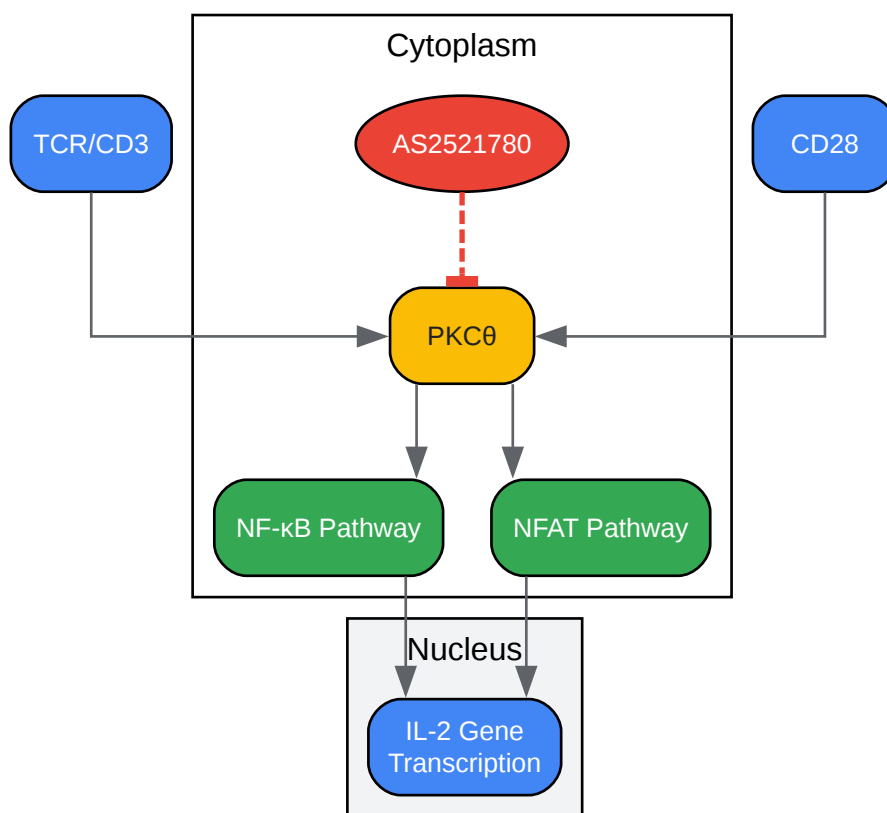 Cytoplasm
TCR/CD3
AS2521780
CD28
PKCθ
NF-κB Pathway
NFAT Pathway
Nucleus
IL-2 Gene
Transcription